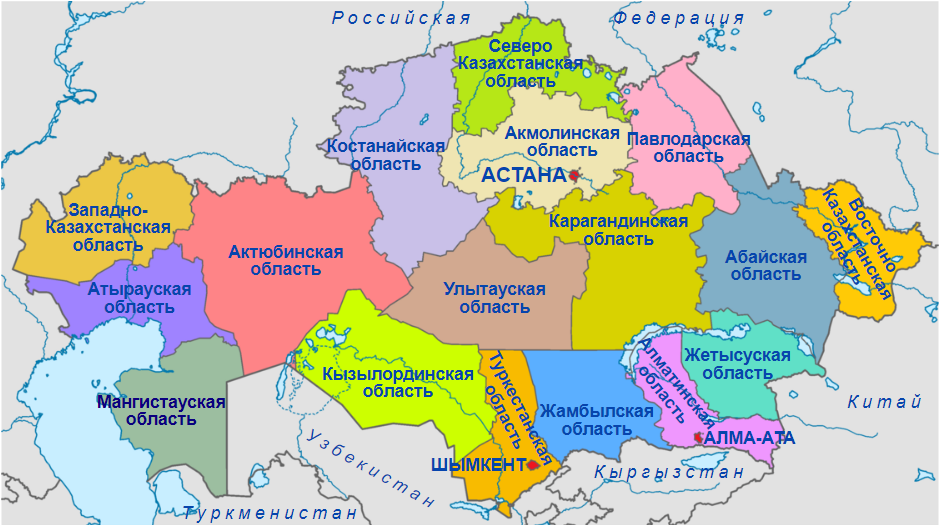 Российская
Федерация
Северо
Казахстанская
область
Костанайская
область
Акмолинская
область
АСТАНА
Павлодарская
область
Западно-
Казахстанская
область
Актюбинская
область
Карагандинская
область
Восточно
Казахстанская
область
Абайская
область
Атырауская
область
Улытауская
область
Мангистауская
область
Кызылординская
область
Туркестанская
область
Жамбылская
область
Алматинская
область
Жетысуская
область
Китай
АЛМА-АТА
ШЫМКЕНТ
Узбекистан
Кыргызстан
Туркменистан